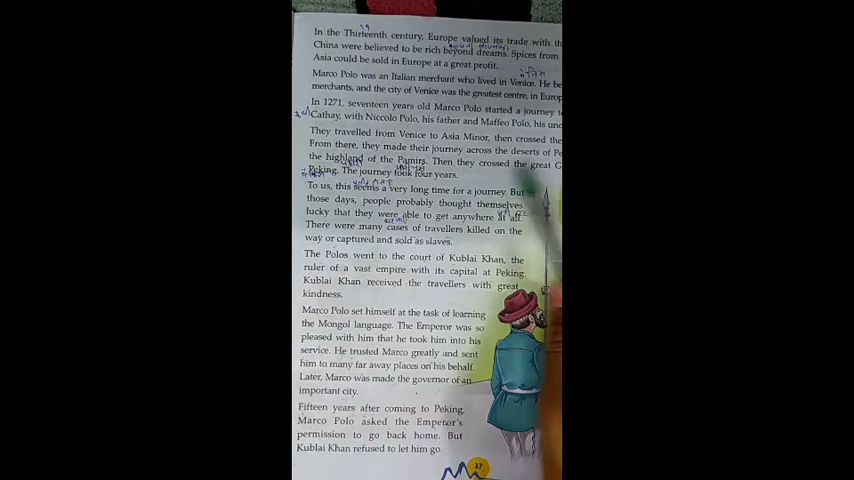 In the Thirteenth century, Europe valued its trade with th
China were believed to be rich beyond dreams. Spices from
Asia could be sold in Europe at a great profit.
Marco Polo was an Italian merchant who lived in Venice. He be
merchants, and the city of Venice was the greatest centre, in Europ
In 1271, seventeen years old Marco Polo started a journey t
Cathay, with Niccolo Polo, his father and Maffeo Polo, his un
They travelled from Venice to Asia Minor, then crossed the
From there, they made their journey across the deserts of Pe
the highland of the Pamirs. Then they crossed the great G
Peking. The journey took four years.
To us, this seems a very long time for a journey. But
those days, people probably thought themselves
lucky that they were able to get anywhere at all.
There were many cases of travellers killed on the
way or captured and sold as slaves.
The Polos went to the court of Kublai Khan, the
ruler of a vast empire with its capital at Peking.
Kublai Khan received the travellers with great
kindness.
Marco Polo set himself at the task of learning
the Mongol language. The Emperor was so
pleased with him that he took him into his
service. He trusted Marco greatly and sent
him to many far away places on his behalf.
Later, Marco was made the governor of an
important city.
Fifteen years after coming to Peking,
Marco Polo asked the Emperor's
permission to go back home. But
Kublai Khan refused to let him go.
37